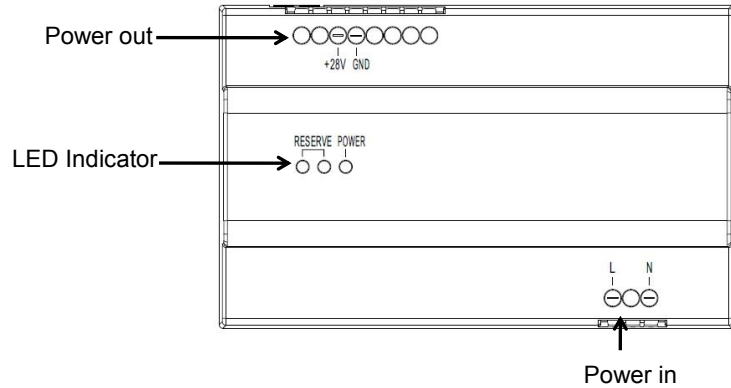 Power out
+28V GND
RESERVE POWER
LED Indicator
L N
Power in